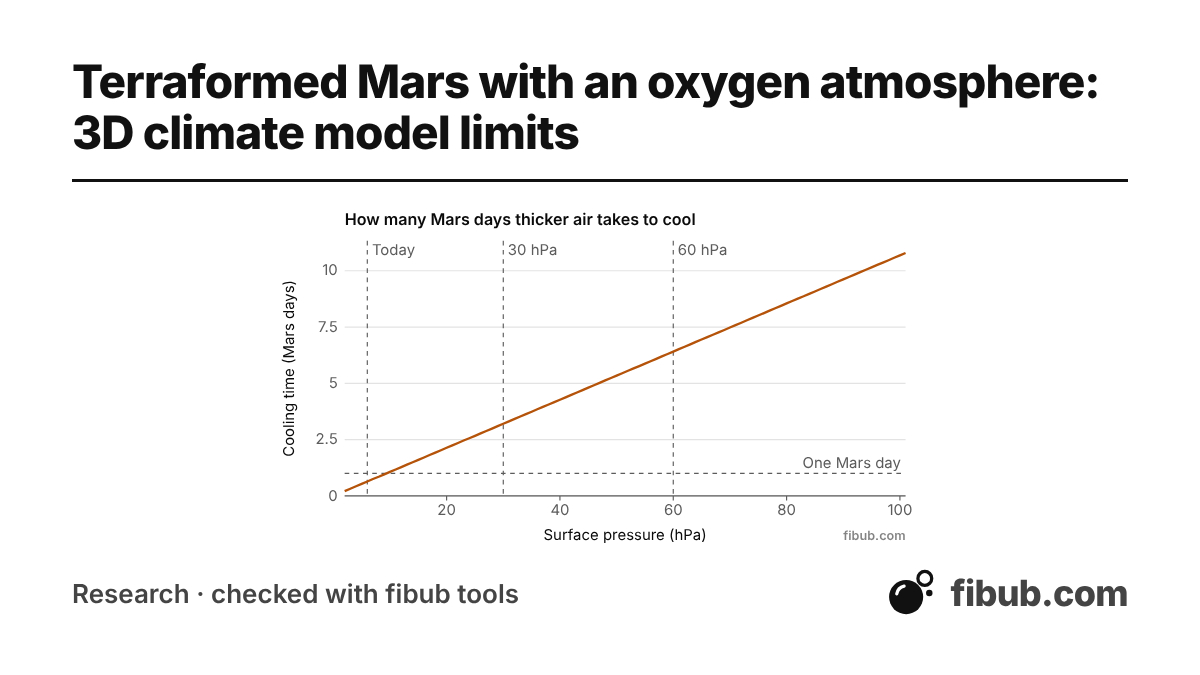 Terraformed Mars with an oxygen atmosphere:
3D climate model limits
How many Mars days thicker air takes to cool
Today
30 hPa
60 hPa
10
7.5
5
2.5
0
Cooling time (Mars days)
One Mars day
20
40
60
80
100
Surface pressure (hPa)
fibub.com
Research · checked with fibub tools
fibub.com